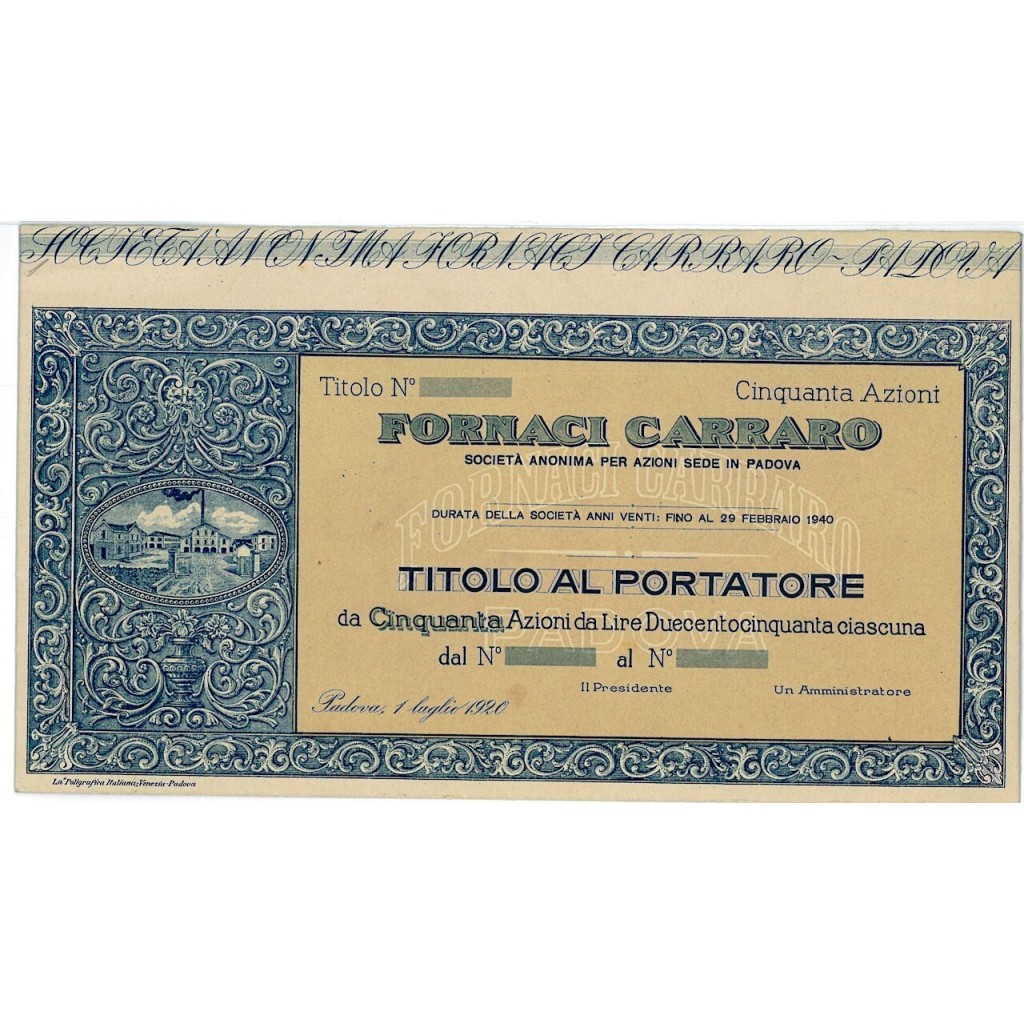 SOCIETÀ ANONIMA FORNACI CARRARO - PADOVA
Titolo N°
Cinquanta Azioni
FORNACI CARRARO
SOCIETÀ ANONIMA PER AZIONI SEDE IN PADOVA
FORNACI CARRARO
DURATA DELLA SOCIETÀ ANNI VENTI: FINO AL 29 FEBBRAIO 1940
TITOLO AL PORTATORE
da Cinquanta Azioni da Lire Duecentocinquanta ciascuna
PADOVA
dal N° al N°
Il Presidente
Un Amministratore
Padova, 1 luglio 1920
La Poligrafica Italiana-Venezia-Padova